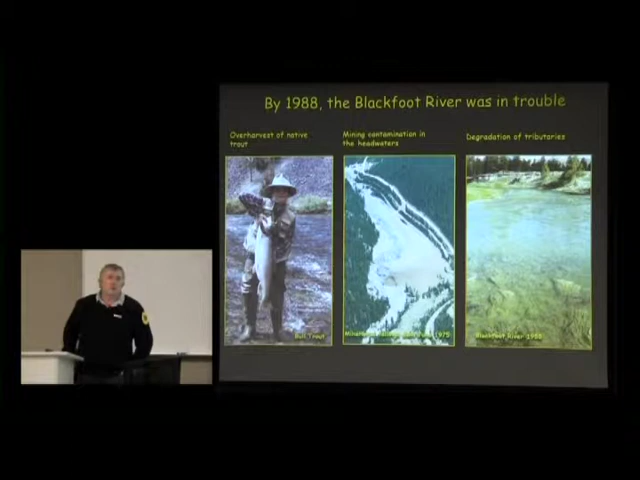 By 1988, the Blackfoot River was in trouble
Overharvest of native
trout
Mining contamination in
the headwaters
Degradation of tributaries
Bull Trout
1975
Blackfoot River